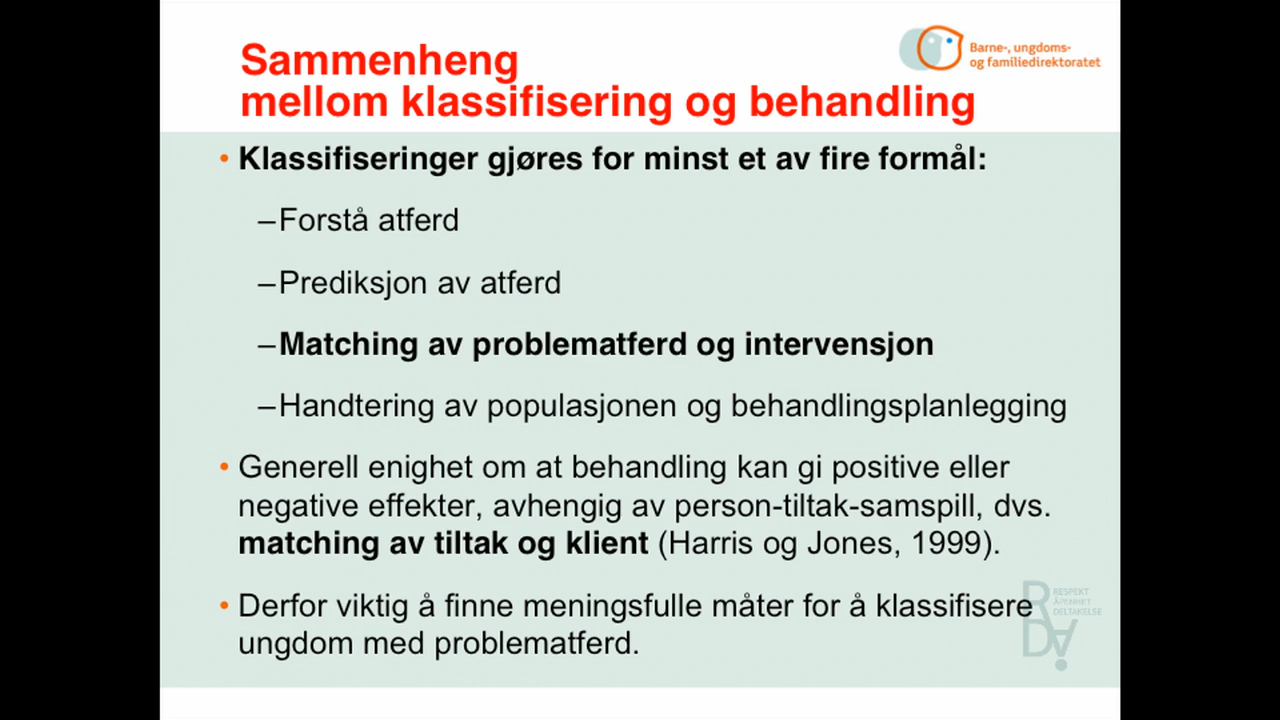 Sammenheng
mellom klassifisering og behandling
Barne-, ungdoms-
og familiedirektoratet
• Klassifiseringer gjøres for minst et av fire formål:
–Forstå atferd
–Prediksjon av atferd
–Matching av problematferd og intervensjon
–Handtering av populasjonen og behandlingsplanlegging
• Generell enighet om at behandling kan gi positive eller
negative effekter, avhengig av person-tiltak-samspill, dvs.
matching av tiltak og klient (Harris og Jones, 1999).
• Derfor viktig å finne meningsfulle måter for å klassifisere
ungdom med problematferd.
RESPEKT
ÅPENHET
DELTAKELSE